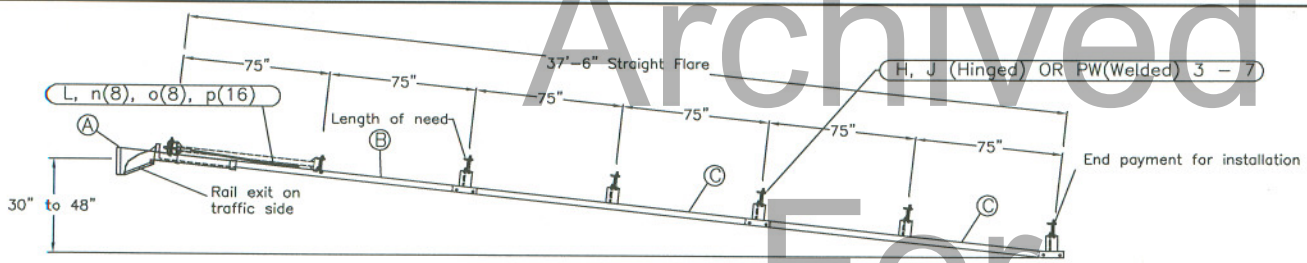 Archived
For
37'-6" Straight Flare
75"
75"
75"
75"
75"
75"
H, J (Hinged) OR PW(Welded) 3 - 7
L, n(8), o(8), p(16)
A
B
C
C
Length of need
End payment for installation
Rail exit on
traffic side
30" to 48"